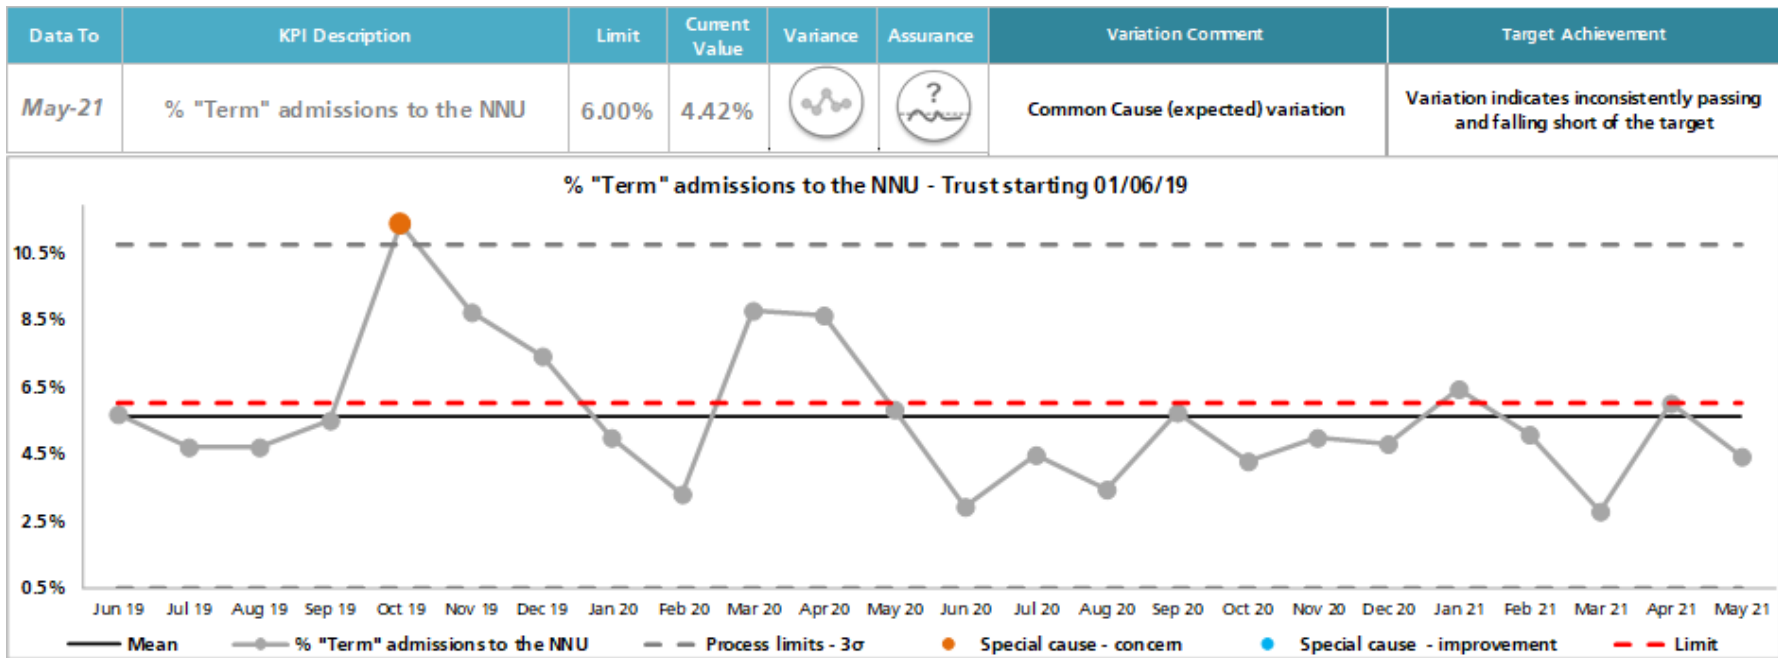 Data To
KPI Description
Limit
Current
Value
Variance
Assurance
Variation Comment
Target Achievement
May-21
% "Term" admissions to the NNU
6.00%
4.42%
?
Common Cause (expected) variation
Variation indicates inconsistently passing
and falling short of the target
% "Term" admissions to the NNU - Trust starting 01/06/19
10.5%
8.5%
6.5%
4.5%
2.5%
0.5%
Jun 19 Jul 19 Aug 19 Sep 19 Oct 19 Nov 19 Dec 19 Jan 20 Feb 20 Mar 20 Apr 20 May 20 Jun 20 Jul 20 Aug 20 Sep 20 Oct 20 Nov 20 Dec 20 Jan 21 Feb 21 Mar 21 Apr 21 May 21
Mean % "Term" admissions to the NNU Process limits - 3σ Special cause - concern Special cause - improvement Limit